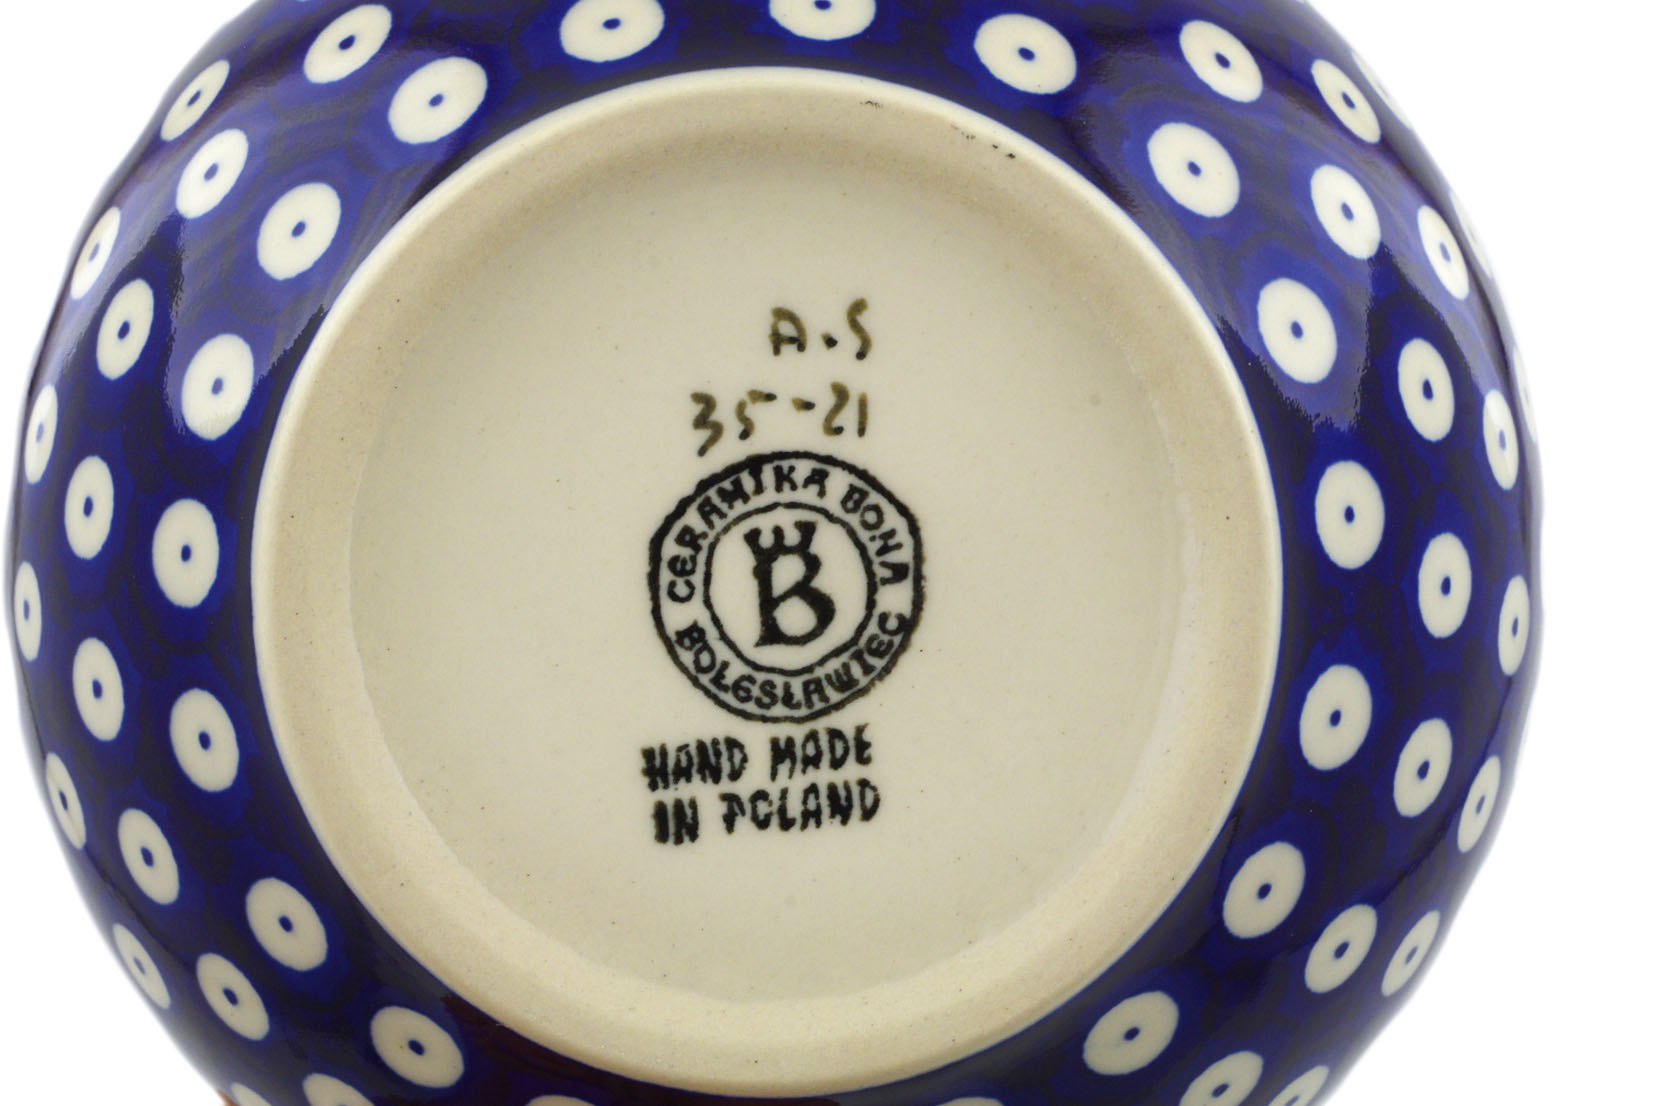 A.S
35-21
CERAMIKA BONA
BOLESŁAWIEC
B
HAND MADE
IN POLAND